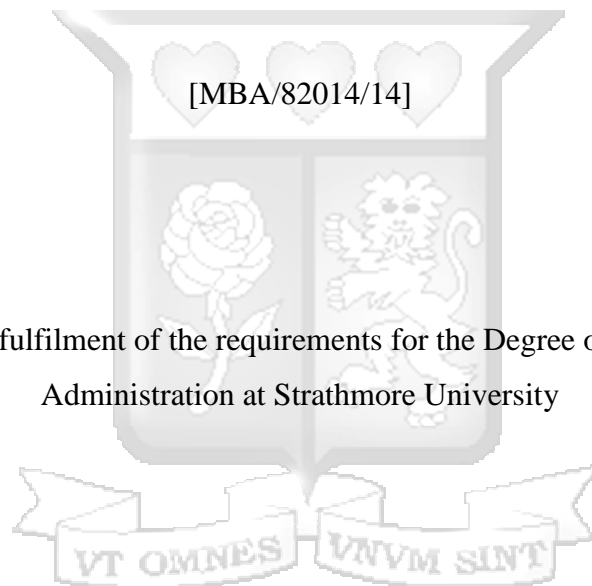 [MBA/82014/14]
fulfilment of the requirements for the Degree
Administration at Strathmore University
VT OMNES VNVM SINT